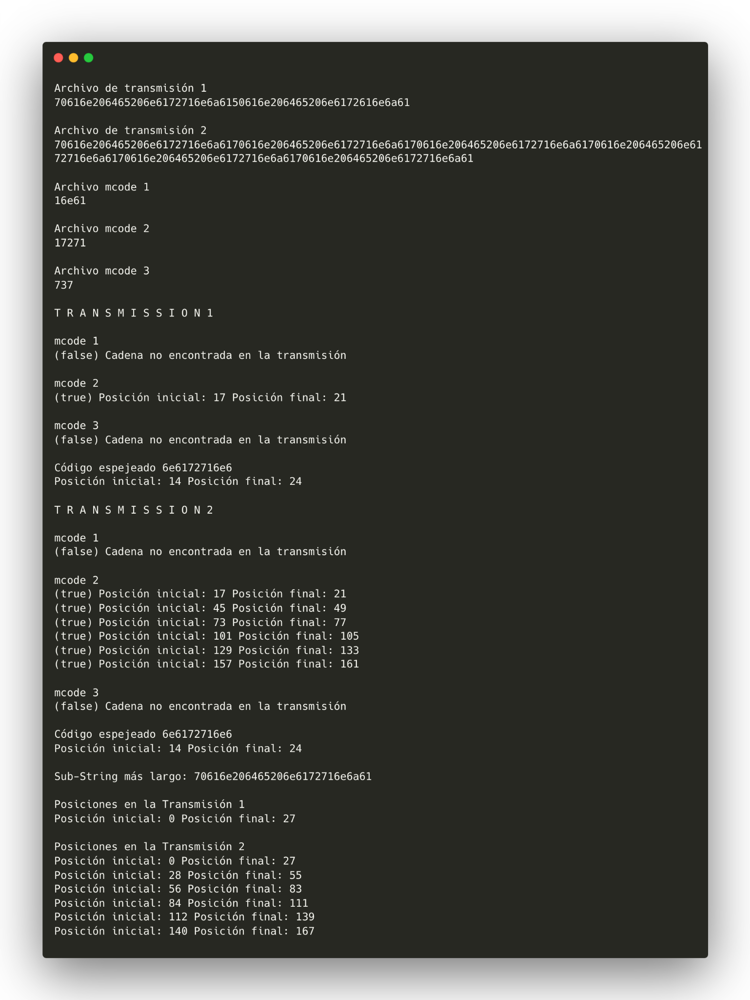 Archivo de transmisión 1
70616e206465206e6172716e6a6150616e206465206e6172616e6a61
Archivo de transmisión 2
70616e206465206e6172716e6a6170616e206465206e6172716e6a6170616e206465206e6172716e6a6170616e206465206e61
72716e6a6170616e206465206e6172716e6a6170616e206465206e6172716e6a61
Archivo mcode 1
16e61
Archivo mcode 2
17271
Archivo mcode 3
737
T R A N S M I S S I O N 1
mcode 1
(false) Cadena no encontrada en la transmisión
mcode 2
(true) Posición inicial: 17 Posición final: 21
mcode 3
(false) Cadena no encontrada en la transmisión
Código espejeado 6e6172716e6
Posición inicial: 14 Posición final: 24
T R A N S M I S S I O N 2
mcode 1
(false) Cadena no encontrada en la transmisión
mcode 2
(true) Posición inicial: 17 Posición final: 21
(true) Posición inicial: 45 Posición final: 49
(true) Posición inicial: 73 Posición final: 77
(true) Posición inicial: 101 Posición final: 105
(true) Posición inicial: 129 Posición final: 133
(true) Posición inicial: 157 Posición final: 161
mcode 3
(false) Cadena no encontrada en la transmisión
Código espejeado 6e6172716e6
Posición inicial: 14 Posición final: 24
Sub-String más largo: 70616e206465206e6172716e6a61
Posiciones en la Transmisión 1
Posición inicial: 0 Posición final: 27
Posiciones en la Transmisión 2
Posición inicial: 0 Posición final: 27
Posición inicial: 28 Posición final: 55
Posición inicial: 56 Posición final: 83
Posición inicial: 84 Posición final: 111
Posición inicial: 112 Posición final: 139
Posición inicial: 140 Posición final: 167